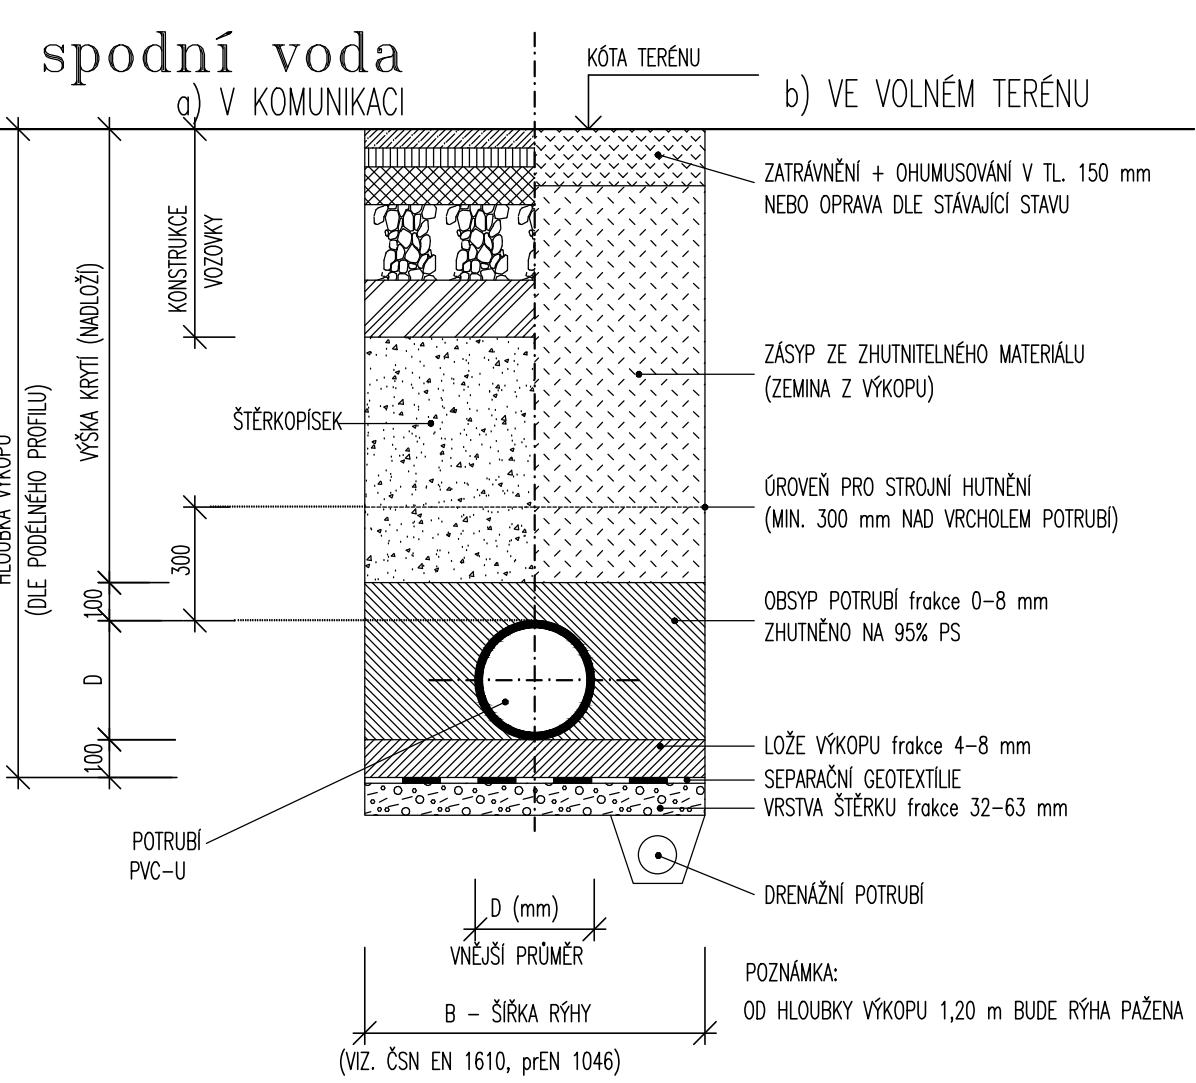 spodní voda
a) V KOMUNIKACI
KÓTA TERÉNU
b) VE VOLNÉM TERÉNU
ZATRÁVNĚNÍ + OHUMUSOVÁNÍ V TL. 150 mm
NEBO OPRAVA DLE STÁVAJÍCÍ STAVU
KONSTRUKCE
VOZOVKY
VÝŠKA KRYTÍ (NADLOŽÍ)
HLOUBKA VÝKOPU
(DLE PODÉLNÉHO PROFILU)
ZÁSYP ZE ZHUTNITELNÉHO MATERIÁLU
(ZEMINA Z VÝKOPU)
ŠTĚRKOPÍSEK
ÚROVEŇ PRO STROJNÍ HUTNĚNÍ
(MIN. 300 mm NAD VRCHOLEM POTRUBÍ)
300
100
D
100
OBSYP POTRUBÍ frakce 0-8 mm
ZHUTNĚNO NA 95% PS
LOŽE VÝKOPU frakce 4-8 mm
SEPARAČNÍ GEOTEXTÍLIE
VRSTVA ŠTĚRKU frakce 32-63 mm
POTRUBÍ
PVC-U
DRENÁŽNÍ POTRUBÍ
D (mm)
VNĚJŠÍ PRŮMĚR
B - ŠÍŘKA RÝHY
(VIZ. ČSN EN 1610, prEN 1046)
POZNÁMKA:
OD HLOUBKY VÝKOPU 1,20 m BUDE RÝHA PAŽENA